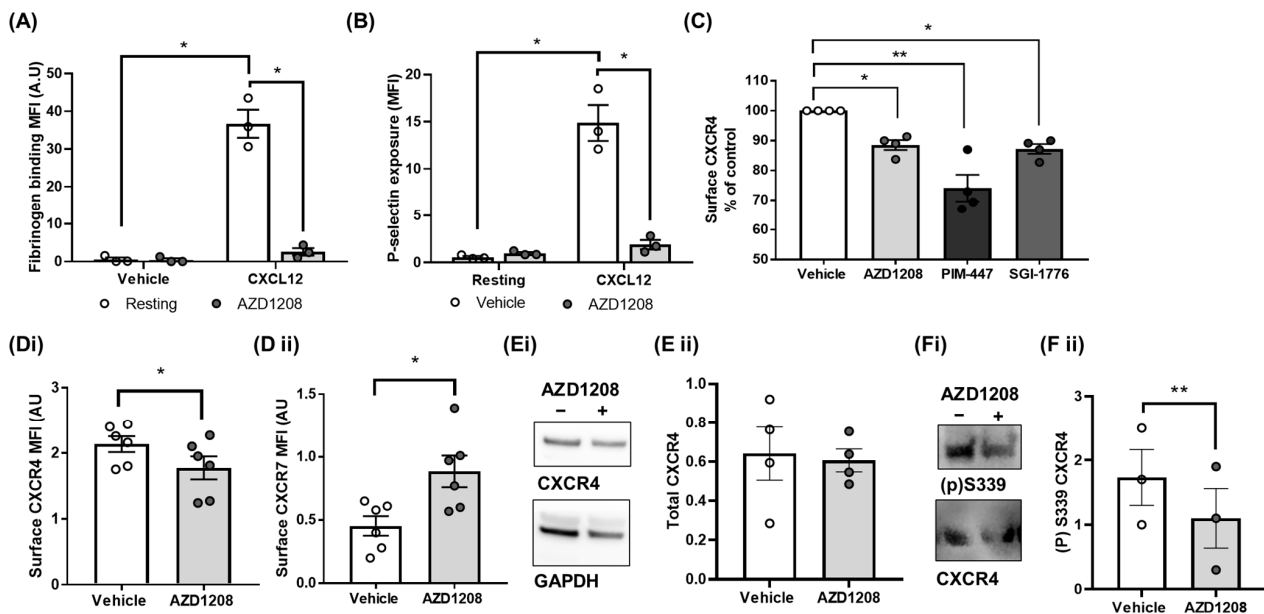 (A)
Fibrinogen binding MFI (A.U)
50
40
30
20
10
0
*
*
Vehicle
CXCL12
Resting
AZD1208
(B)
P-selectin exposure (MFI)
20
15
10
5
0
*
*
Resting
CXCL12
Vehicle
AZD1208
(C)
Surface CXCR4
% of control
100
90
80
70
60
50
*
**
*
Vehicle
AZD1208
PIM-447
SGI-1776
(Di)
Surface CXCR4 MFI (AU
3
2
1
0
*
Vehicle
AZD1208
(D ii)
Surface CXCR7 MFI (AU
1.5
1.0
0.5
0.0
*
Vehicle
AZD1208
(Ei)
AZD1208
– +
CXCR4
GAPDH
(E ii)
Total CXCR4
1.0
0.8
0.6
0.4
0.2
0.0
Vehicle
AZD1208
(Fi)
AZD1208
– +
(p)S339
CXCR4
(F ii)
(P) S339 CXCR4
3
2
1
0
**
Vehicle
AZD1208